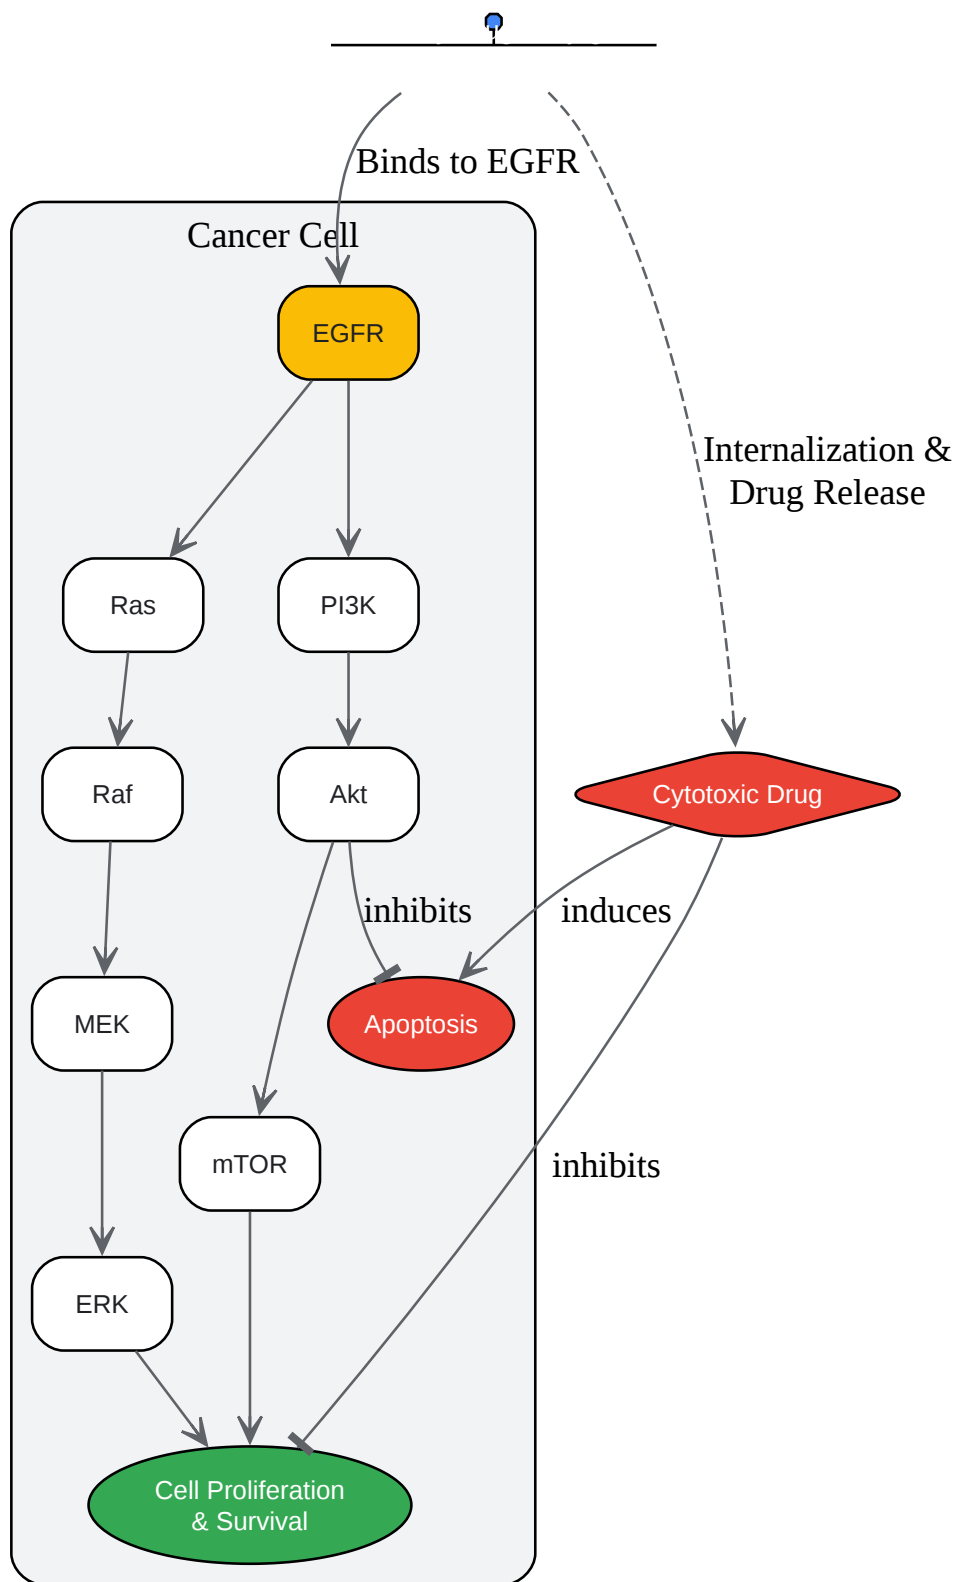 Binds to EGFR
Cancer Cell
EGFR
Internalization &
Drug Release
Ras
PI3K
Raf
Akt
Cytotoxic Drug
inhibits
induces
MEK
Apoptosis
mTOR
inhibits
ERK
Cell Proliferation
& Survival